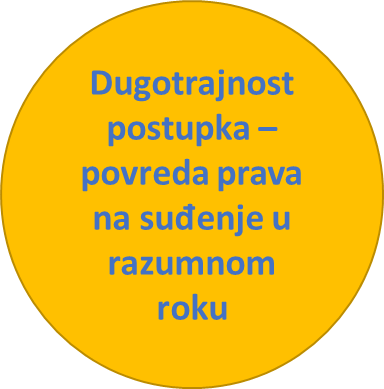 Dugotrajnost
postupka –
povreda prava
na suđenje u
razumnom
roku